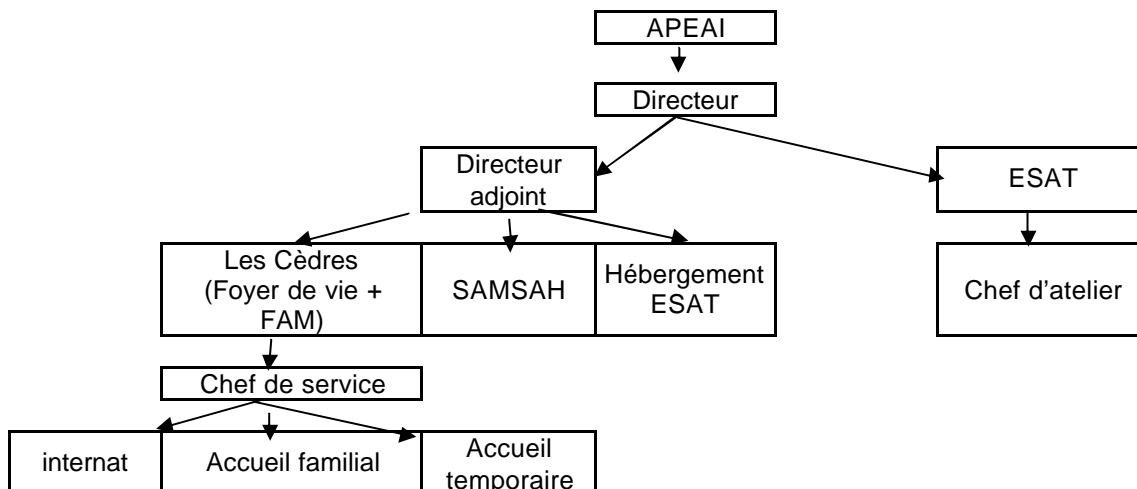 APEAI
Directeur
Directeur
adjoint
ESAT
Les Cèdres
(Foyer de vie +
FAM)
SAMSAH
Hébergement
ESAT
Chef d'atelier
Chef de service
internat
Accueil familial
Accueil
temporaire